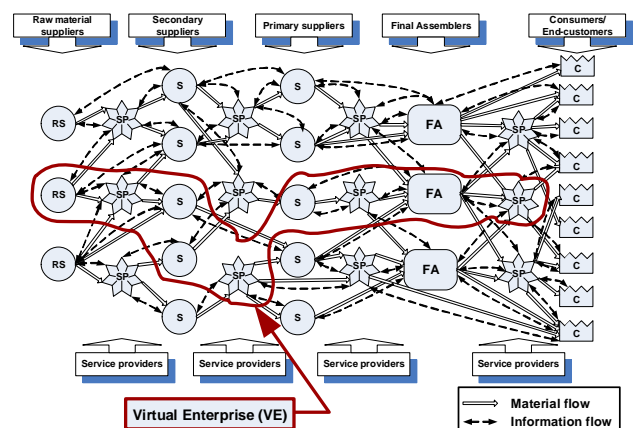 Raw material
suppliers
Secondary
suppliers
Primary suppliers
Final Assemblers
Consumers/
End-customers
C
S
S
C
RS
SP
SP
SP
FA
C
SP
S
S
C
RS
SP
SP
SP
FA
C
S
S
SP
C
RS
S
S
SP
FA
C
SP
SP
SP
C
S
S
C
Service providers
Service providers
Service providers
Service providers
Virtual Enterprise (VE)
Material flow
Information flow